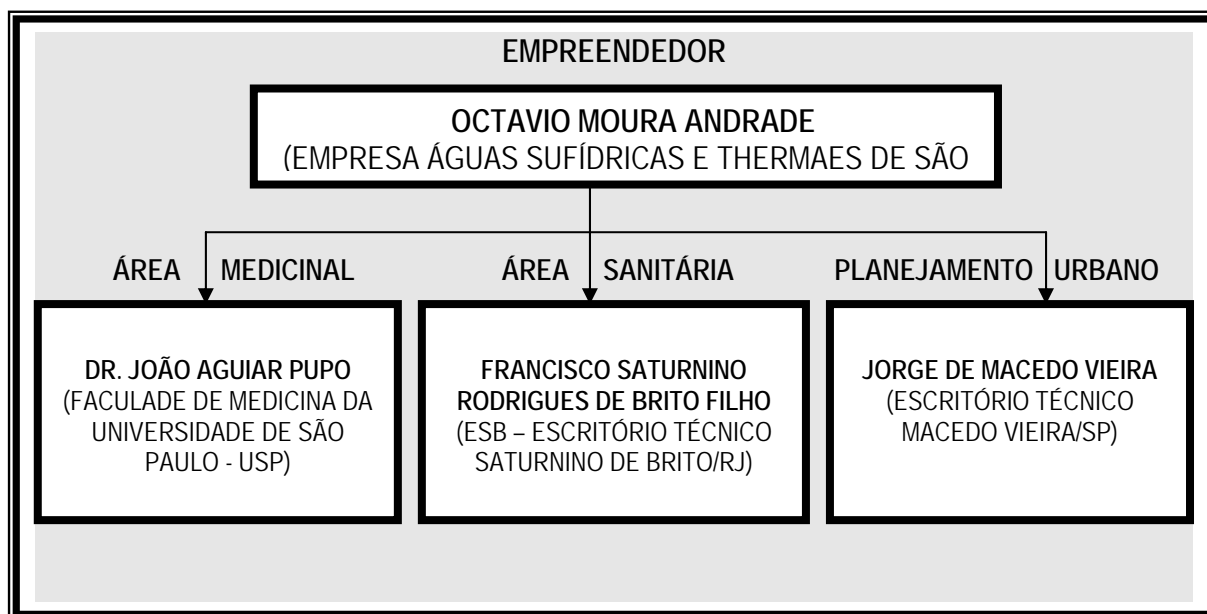 EMPREENDEDOR
OCTAVIO MOURA ANDRADE
(EMPRESA ÁGUAS SUFÍDRICAS E THERMAES DE SÃO
ÁREA MEDICINAL
ÁREA SANITÁRIA
PLANEJAMENTO URBANO
DR. JOÃO AGUIAR PUPO
(FACULADE DE MEDICINA DA
UNIVERSIDADE DE SÃO
PAULO - USP)
FRANCISCO SATURNINO
RODRIGUES DE BRITO FILHO
(ESB – ESCRITÓRIO TÉCNICO
SATURNINO DE BRITO/RJ)
JORGE DE MACEDO VIEIRA
(ESCRITÓRIO TÉCNICO
MACEDO VIEIRA/SP)